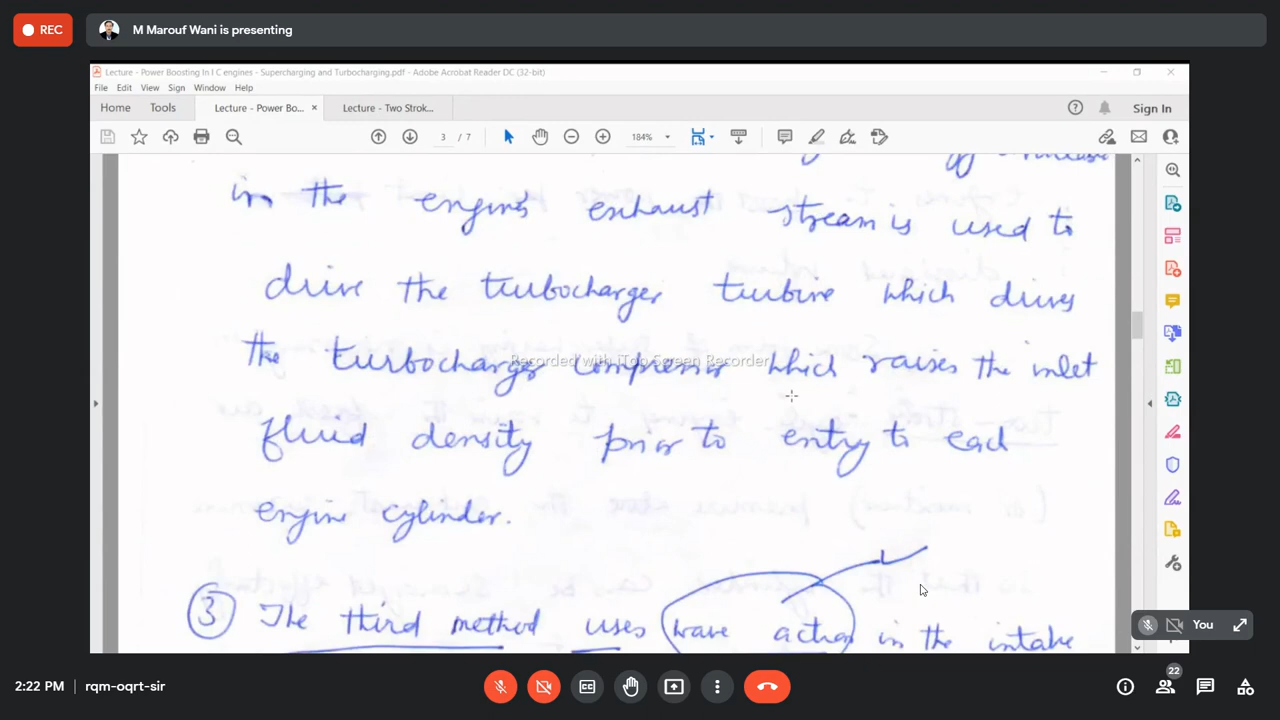 REC
M Marouf Wani is presenting
Lecture - Power Boosting In I C engines - Supercharging and Turbocharging.pdf - Adobe Acrobat Reader DC (32-bit)
File Edit View Sign Window Help
Home Tools Lecture - Power Bo... × Lecture - Two Strok... Sign In
3 / 7 184%
in the engine's exhaust stream is used to
drive the turbocharger turbine which drives
the turbocharger compressor which raises the inlet
Recorded with iTop Screen Recorder
fluid density prior to entry to each
engine cylinder.
3 The third method uses wave action in the intake
You
2:22 PM rqm-oqrt-sir
22